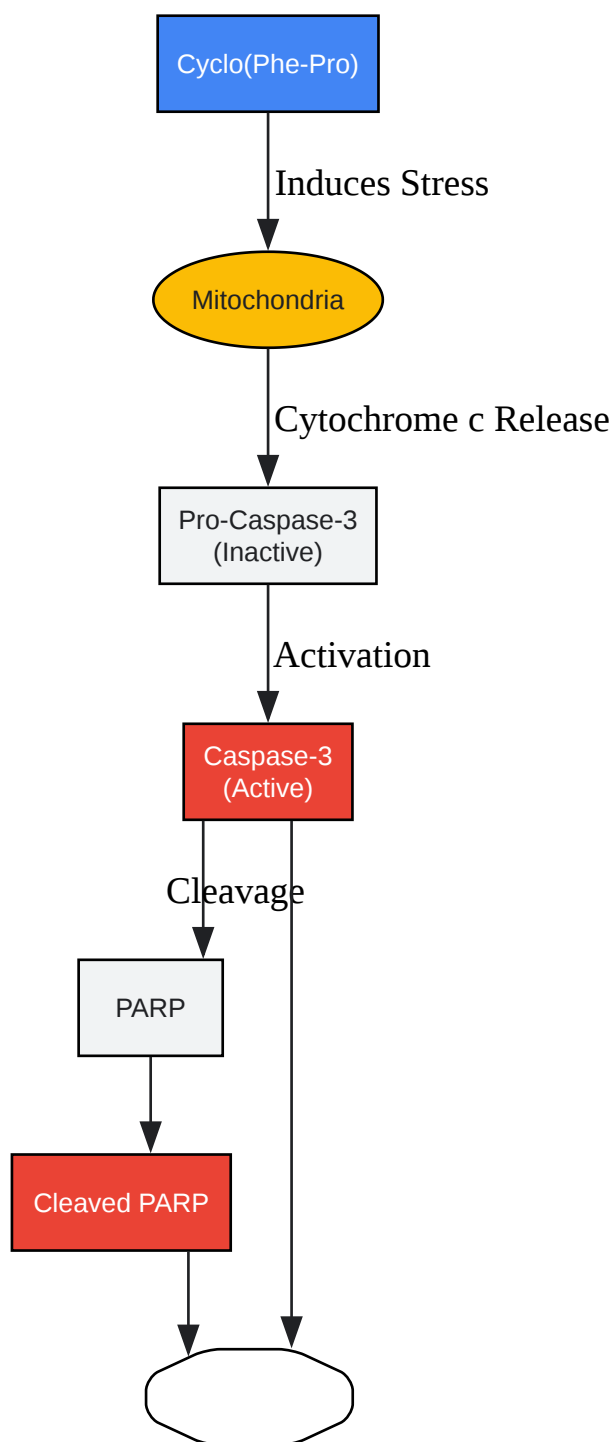 Cyclo(Phe-Pro)
Induces Stress
Mitochondria
Cytochrome c Release
Pro-Caspase-3
(Inactive)
Activation
Caspase-3
(Active)
Cleavage
PARP
Cleaved PARP